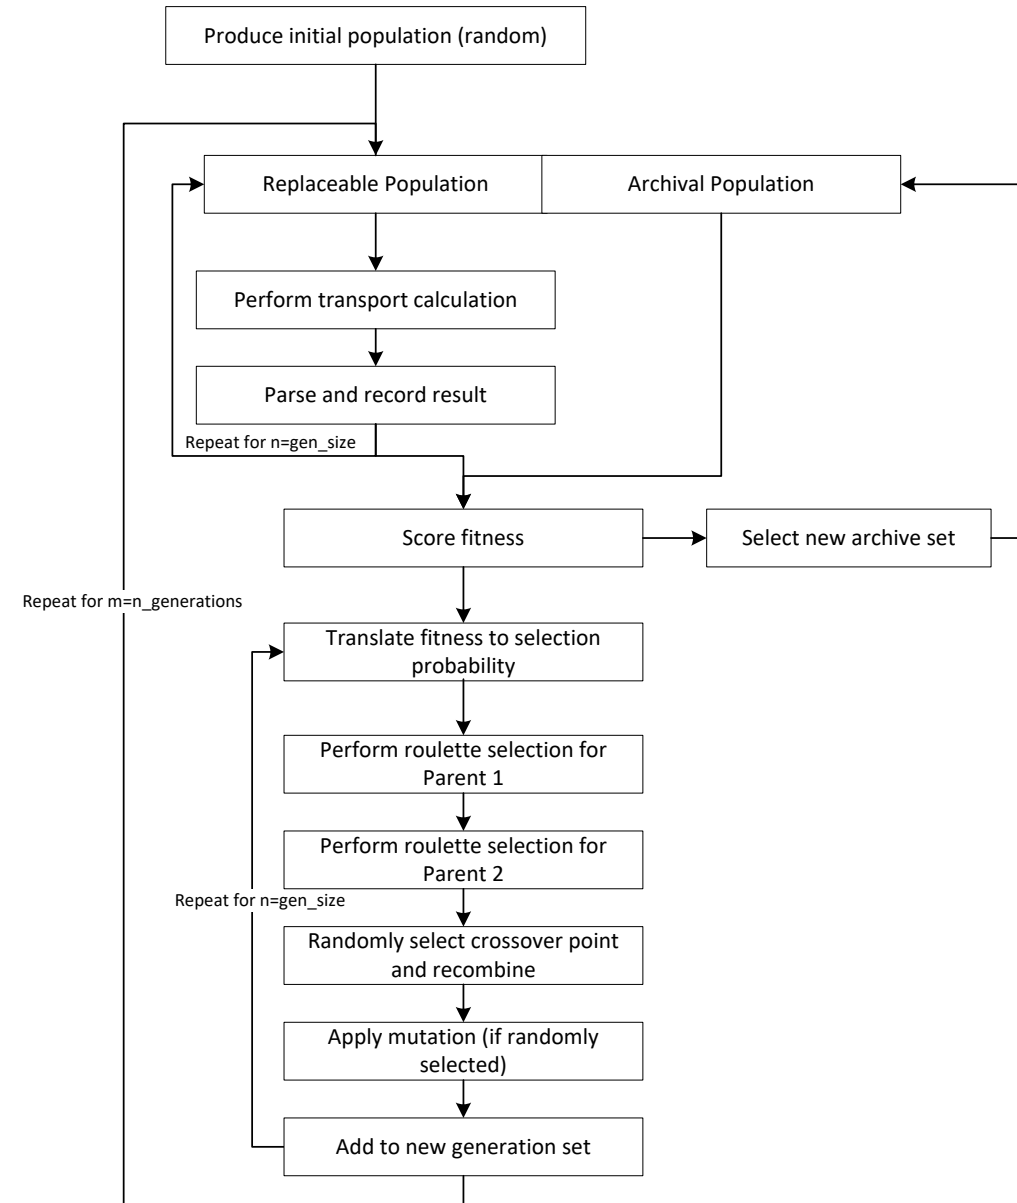 Produce initial population (random)
Replaceable Population
Archival Population
Perform transport calculation
Parse and record result
Repeat for n=gen_size
Score fitness
Select new archive set
Repeat for m=n_generations
Translate fitness to selection
probability
Perform roulette selection for
Parent 1
Perform roulette selection for
Parent 2
Repeat for n=gen_size
Randomly select crossover point
and recombine
Apply mutation (if randomly
selected)
Add to new generation set